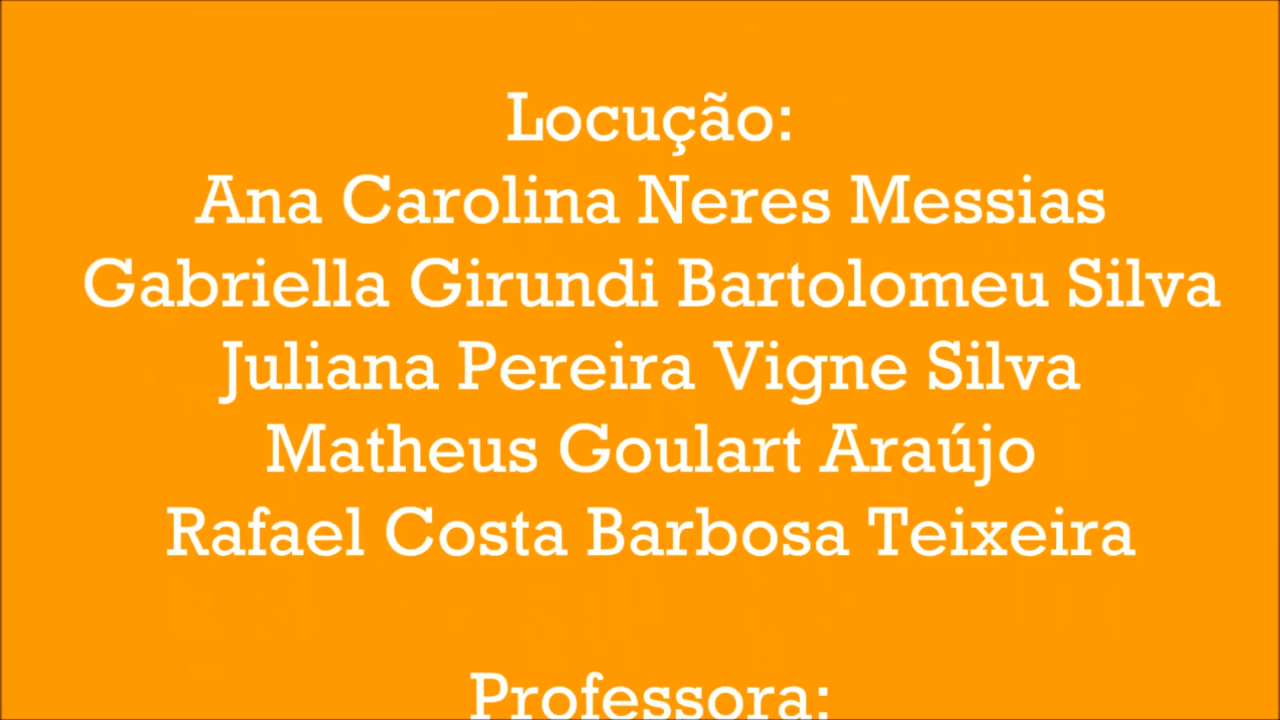 Locução:
Ana Carolina Neres Messias
Gabriella Girundi Bartolomeu Silva
Juliana Pereira Vigne Silva
Matheus Goulart Araújo
Rafael Costa Barbosa Teixeira
Professora: